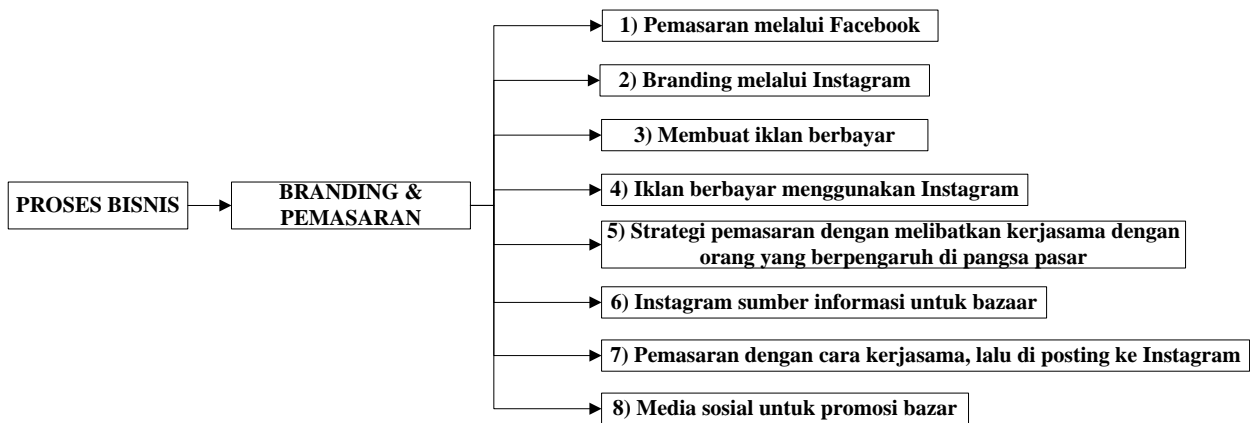 PROSES BISNIS
BRANDING &
PEMASARAN
1) Pemasaran melalui Facebook
2) Branding melalui Instagram
3) Membuat iklan berbayar
4) Iklan berbayar menggunakan Instagram
5) Strategi pemasaran dengan melibatkan kerjasama dengan
orang yang berpengaruh di pangsa pasar
6) Instagram sumber informasi untuk bazaar
7) Pemasaran dengan cara kerjasama, lalu di posting ke Instagram
8) Media sosial untuk promosi bazar